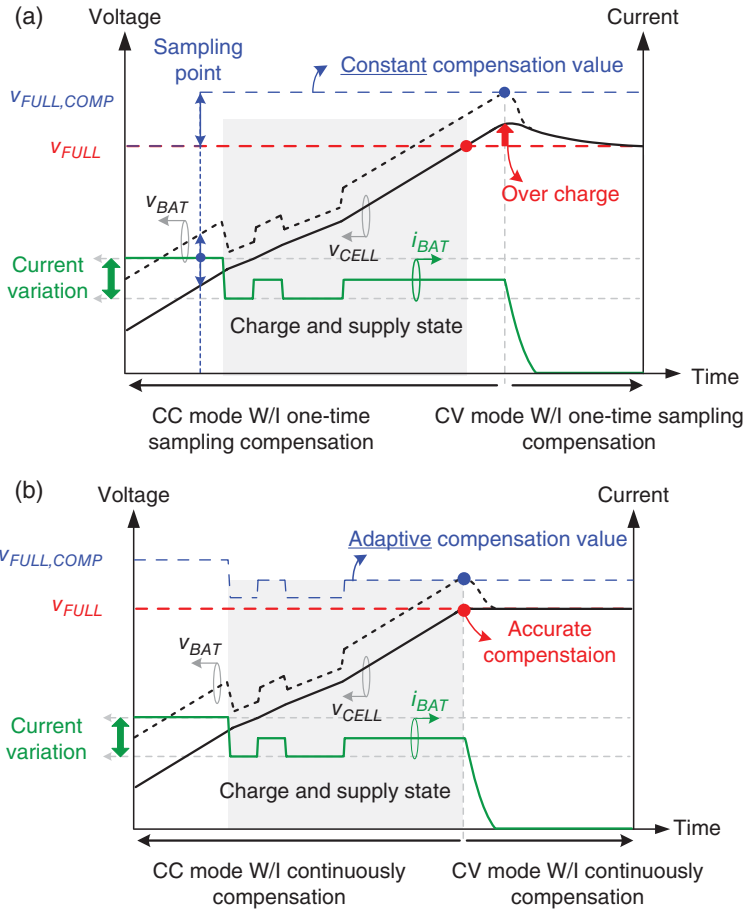 (a)
Voltage
Current
Sampling
point
Constant compensation value
vFULL,COMP
vFULL
Over charge
vBAT
vCELL
iBAT
Current
variation
Charge and supply state
Time
CC mode W/I one-time
sampling compensation
CV mode W/I one-time sampling
compensation
(b)
Voltage
Current
vFULL,COMP
Adaptive compensation value
vFULL
Accurate
compenstaion
vBAT
vCELL
iBAT
Current
variation
Charge and supply state
Time
CC mode W/I continuously
compensation
CV mode W/I continuously
compensation